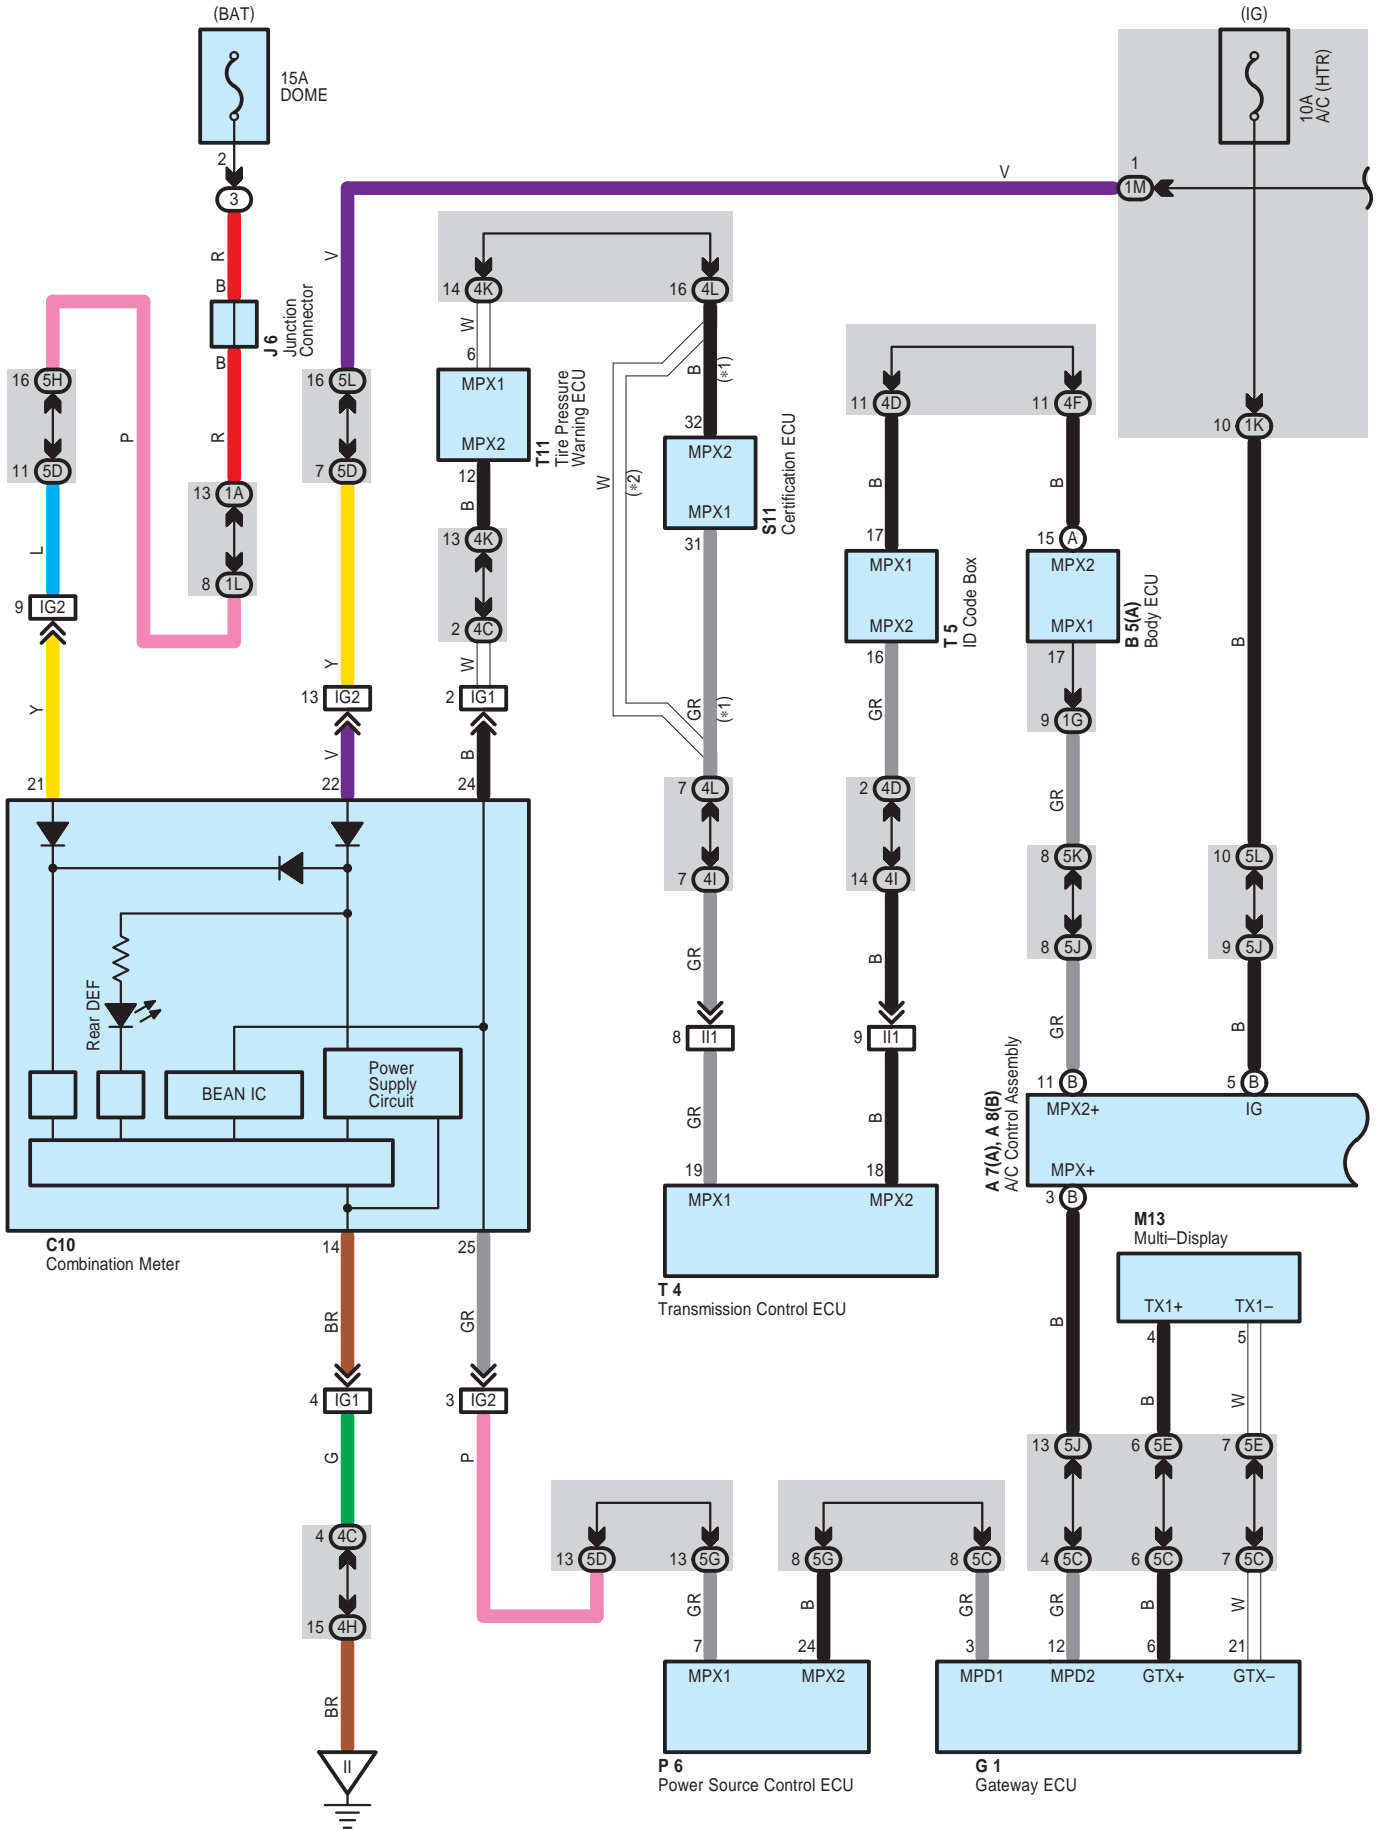 (BAT)
(IG)
15A
DOME
10A
A/C (HTR)
2
3
1
1M
V
R
B
J 6
Junction
Connector
B
R
V
P
14 4K
16 4L
W
6
MPX1
MPX2
T11
Tire Pressure
Warning ECU
B
(*1)
W
(*2)
32
MPX2
MPX1
S11
Certification ECU
31
16 5H
11 5D
16 5L
7 5D
11 4D
11 4F
10 1K
13 1A
8 1L
12
B
13 4K
2 4C
W
B
B
17
MPX1
MPX2
T 5
ID Code Box
16
15 A
MPX2
MPX1
B 5(A)
Body ECU
17
9 1G
B
L
9 IG2
Y
Y
13 IG2
2 IG1
V
B
GR
(*1)
GR
GR
21
22
24
7 4L
7 4I
2 4D
14 4I
8 5K
8 5J
10 5L
9 5J
Rear DEF
BEAN IC
Power
Supply
Circuit
GR
B
GR
B
8 II1
9 II1
GR
B
11 B
5 B
A 7(A), A 8(B)
A/C Control Assembly
MPX2+
IG
MPX+
3 B
19
18
MPX1
MPX2
T 4
Transmission Control ECU
C10
Combination Meter
14
25
M13
Multi–Display
TX1+
TX1–
4
5
BR
GR
B
B
W
4 IG1
3 IG2
G
P
13 5J
6 5E
7 5E
4 4C
15 4H
13 5D
13 5G
8 5G
8 5C
4 5C
6 5C
7 5C
GR
B
GR
GR
B
W
7
24
3
12
6
21
MPX1
MPX2
MPD1
MPD2
GTX+
GTX–
BR
II
P 6
Power Source Control ECU
G 1
Gateway ECU